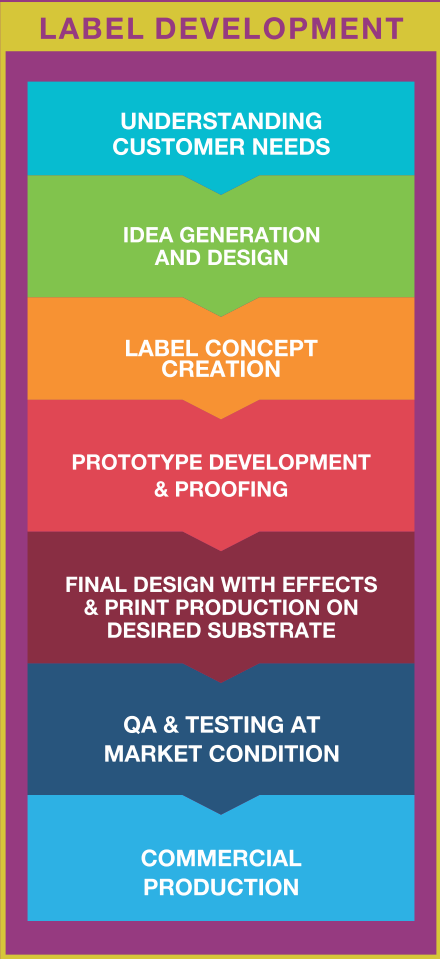 LABEL DEVELOPMENT
UNDERSTANDING
CUSTOMER NEEDS
IDEA GENERATION
AND DESIGN
LABEL CONCEPT
CREATION
PROTOTYPE DEVELOPMENT
& PROOFING
FINAL DESIGN WITH EFFECTS
& PRINT PRODUCTION ON
DESIRED SUBSTRATE
QA & TESTING AT
MARKET CONDITION
COMMERCIAL
PRODUCTION